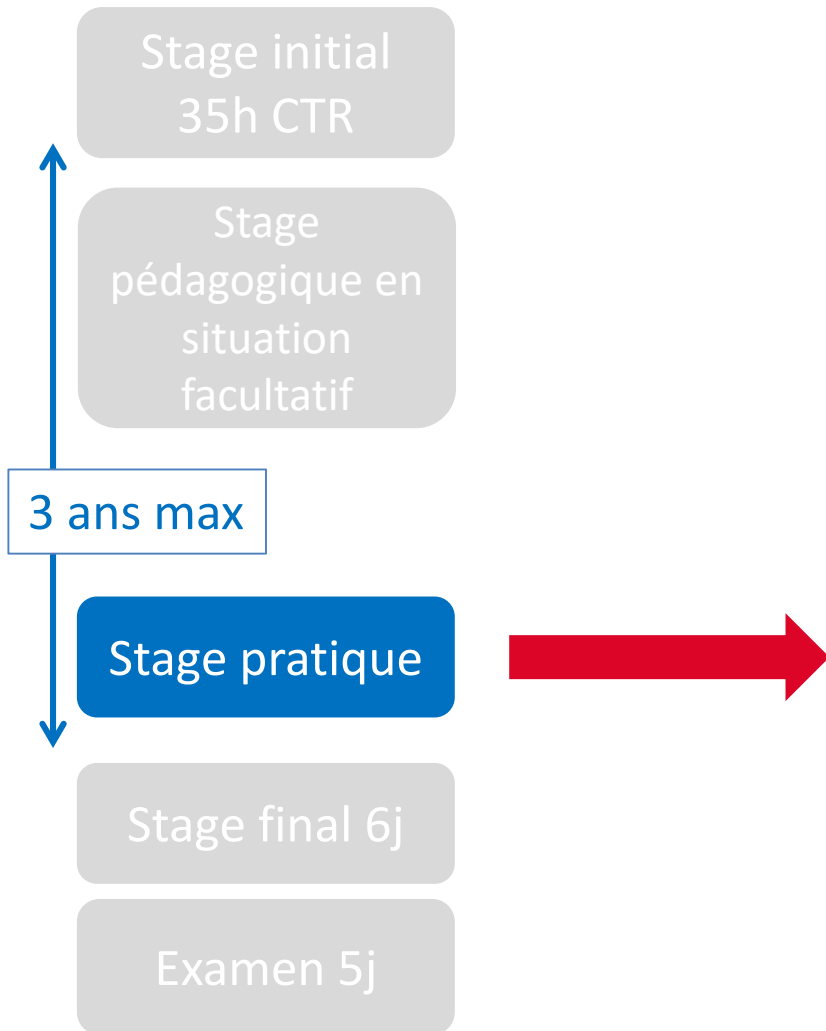 Stage initial
35h CTR
Stage
pédagogique en
situation
facultatif
3 ans max
Stage pratique
Stage final 6j
Examen 5j